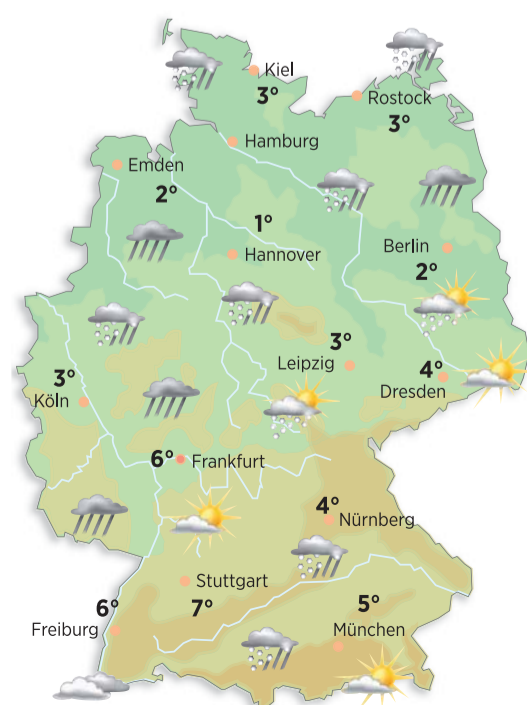 Kiel
3°
Rostock
3°
Hamburg
Emden
2°
1°
Hannover
Berlin
2°
3°
Leipzig
4°
Dresden
3°
Köln
6°
Frankfurt
4°
Nürnberg
Stuttgart
7°
6°
Freiburg
5°
München